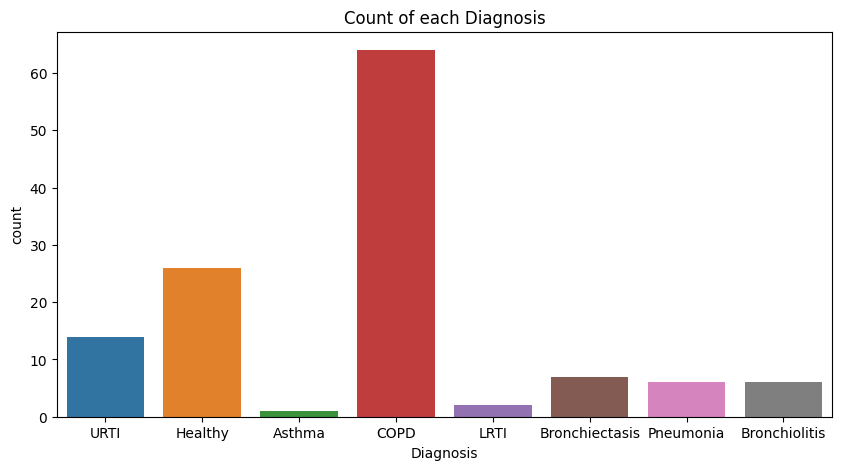 Count of each Diagnosis
count
60
50
40
30
20
10
0
URTI Healthy Asthma COPD LRTI Bronchiectasis Pneumonia Bronchiolitis
Diagnosis